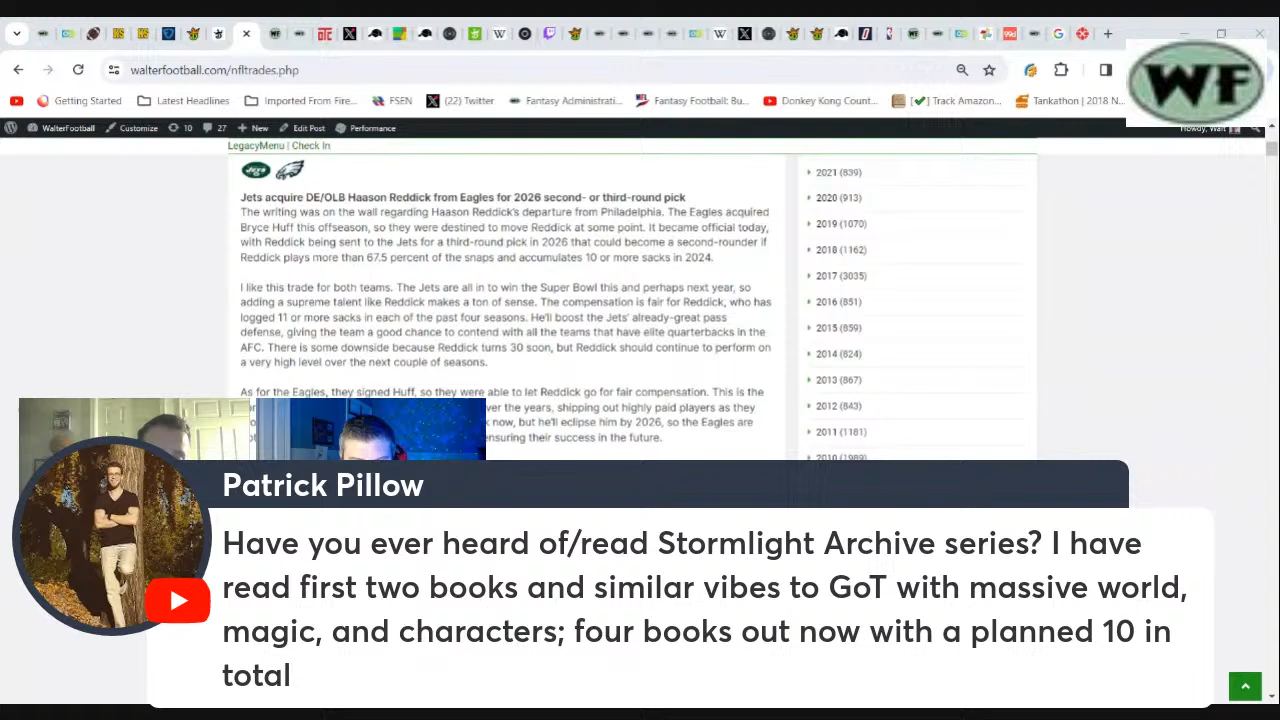 walterfootball.com/nfltrades.php
WF
Getting Started
Latest Headlines
Imported From Fire...
FSEN
(22) Twitter
Fantasy Administrati...
Fantasy Football: Bu...
Donkey Kong Count...
[✔] Track Amazon...
Tankathon | 2018 N...
WalterFootball
Customize
10
27
New
Edit Post
Performance
Howdy, Walt
LegacyMenu | Check In
Jets acquire DE/OLB Haason Reddick from Eagles for 2026 second- or third-round pick
The writing was on the wall regarding Haason Reddick's departure from Philadelphia. The Eagles acquired
Bryce Huff this offseason, so they were destined to move Reddick at some point. It became official today,
with Reddick being sent to the Jets for a third-round pick in 2026 that could become a second-rounder if
Reddick plays more than 67.5 percent of the snaps and accumulates 10 or more sacks in 2024.
I like this trade for both teams. The Jets are all in to win the Super Bowl this and perhaps next year, so
adding a supreme talent like Reddick makes a ton of sense. The compensation is fair for Reddick, who has
logged 11 or more sacks in each of the past four seasons. He'll boost the Jets' already-great pass
defense, giving the team a good chance to contend with all the teams that have elite quarterbacks in the
AFC. There is some downside because Reddick turns 30 soon, but Reddick should continue to perform on
a very high level over the next couple of seasons.
As for the Eagles, they signed Huff, so they were able to let Reddick go for fair compensation. This is the
ver the years, shipping out highly paid players as they
now, but he'll eclipse him by 2026, so the Eagles are
ensuring their success in the future.
2021 (839)
2020 (913)
2019 (1070)
2018 (1162)
2017 (3035)
2016 (851)
2015 (859)
2014 (824)
2013 (867)
2012 (843)
2011 (1181)
2010 (1989)
Patrick Pillow
Have you ever heard of/read Stormlight Archive series? I have
read first two books and similar vibes to GoT with massive world,
magic, and characters; four books out now with a planned 10 in
total